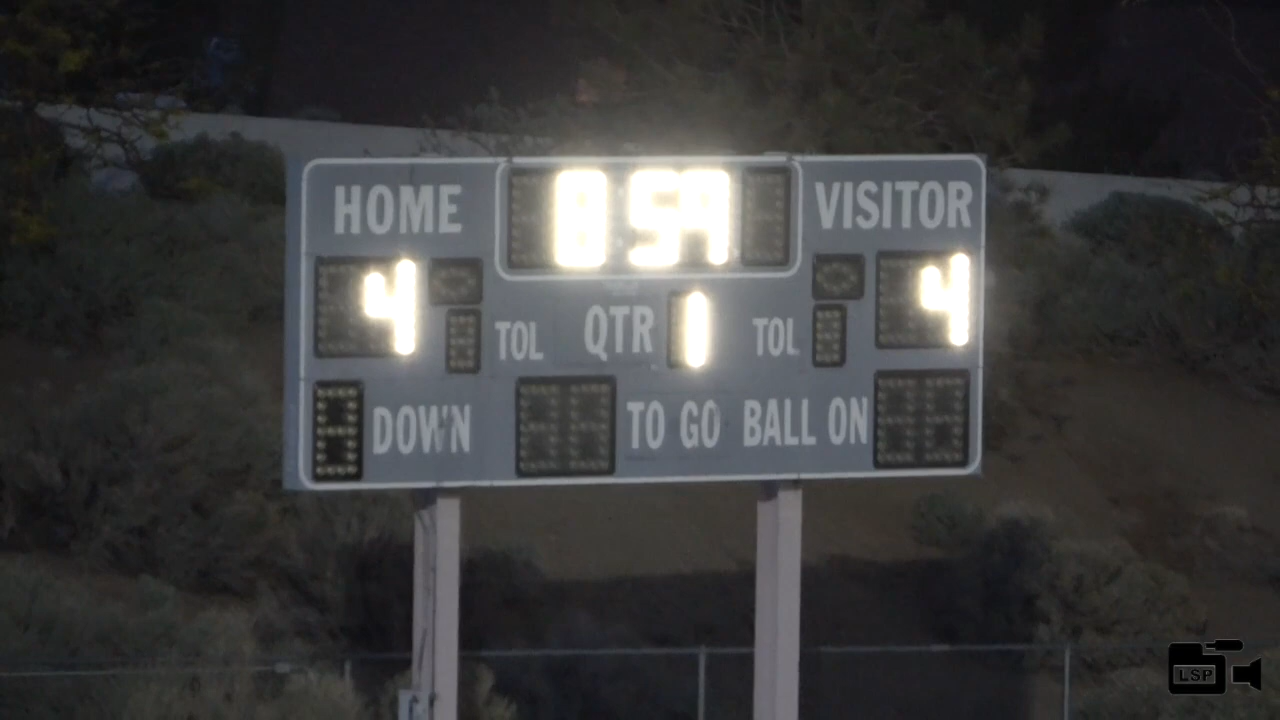 HOME 8:59 VISITOR
4 TOL QTR 1 TOL 4
DOWN TO GO BALL ON
LSP